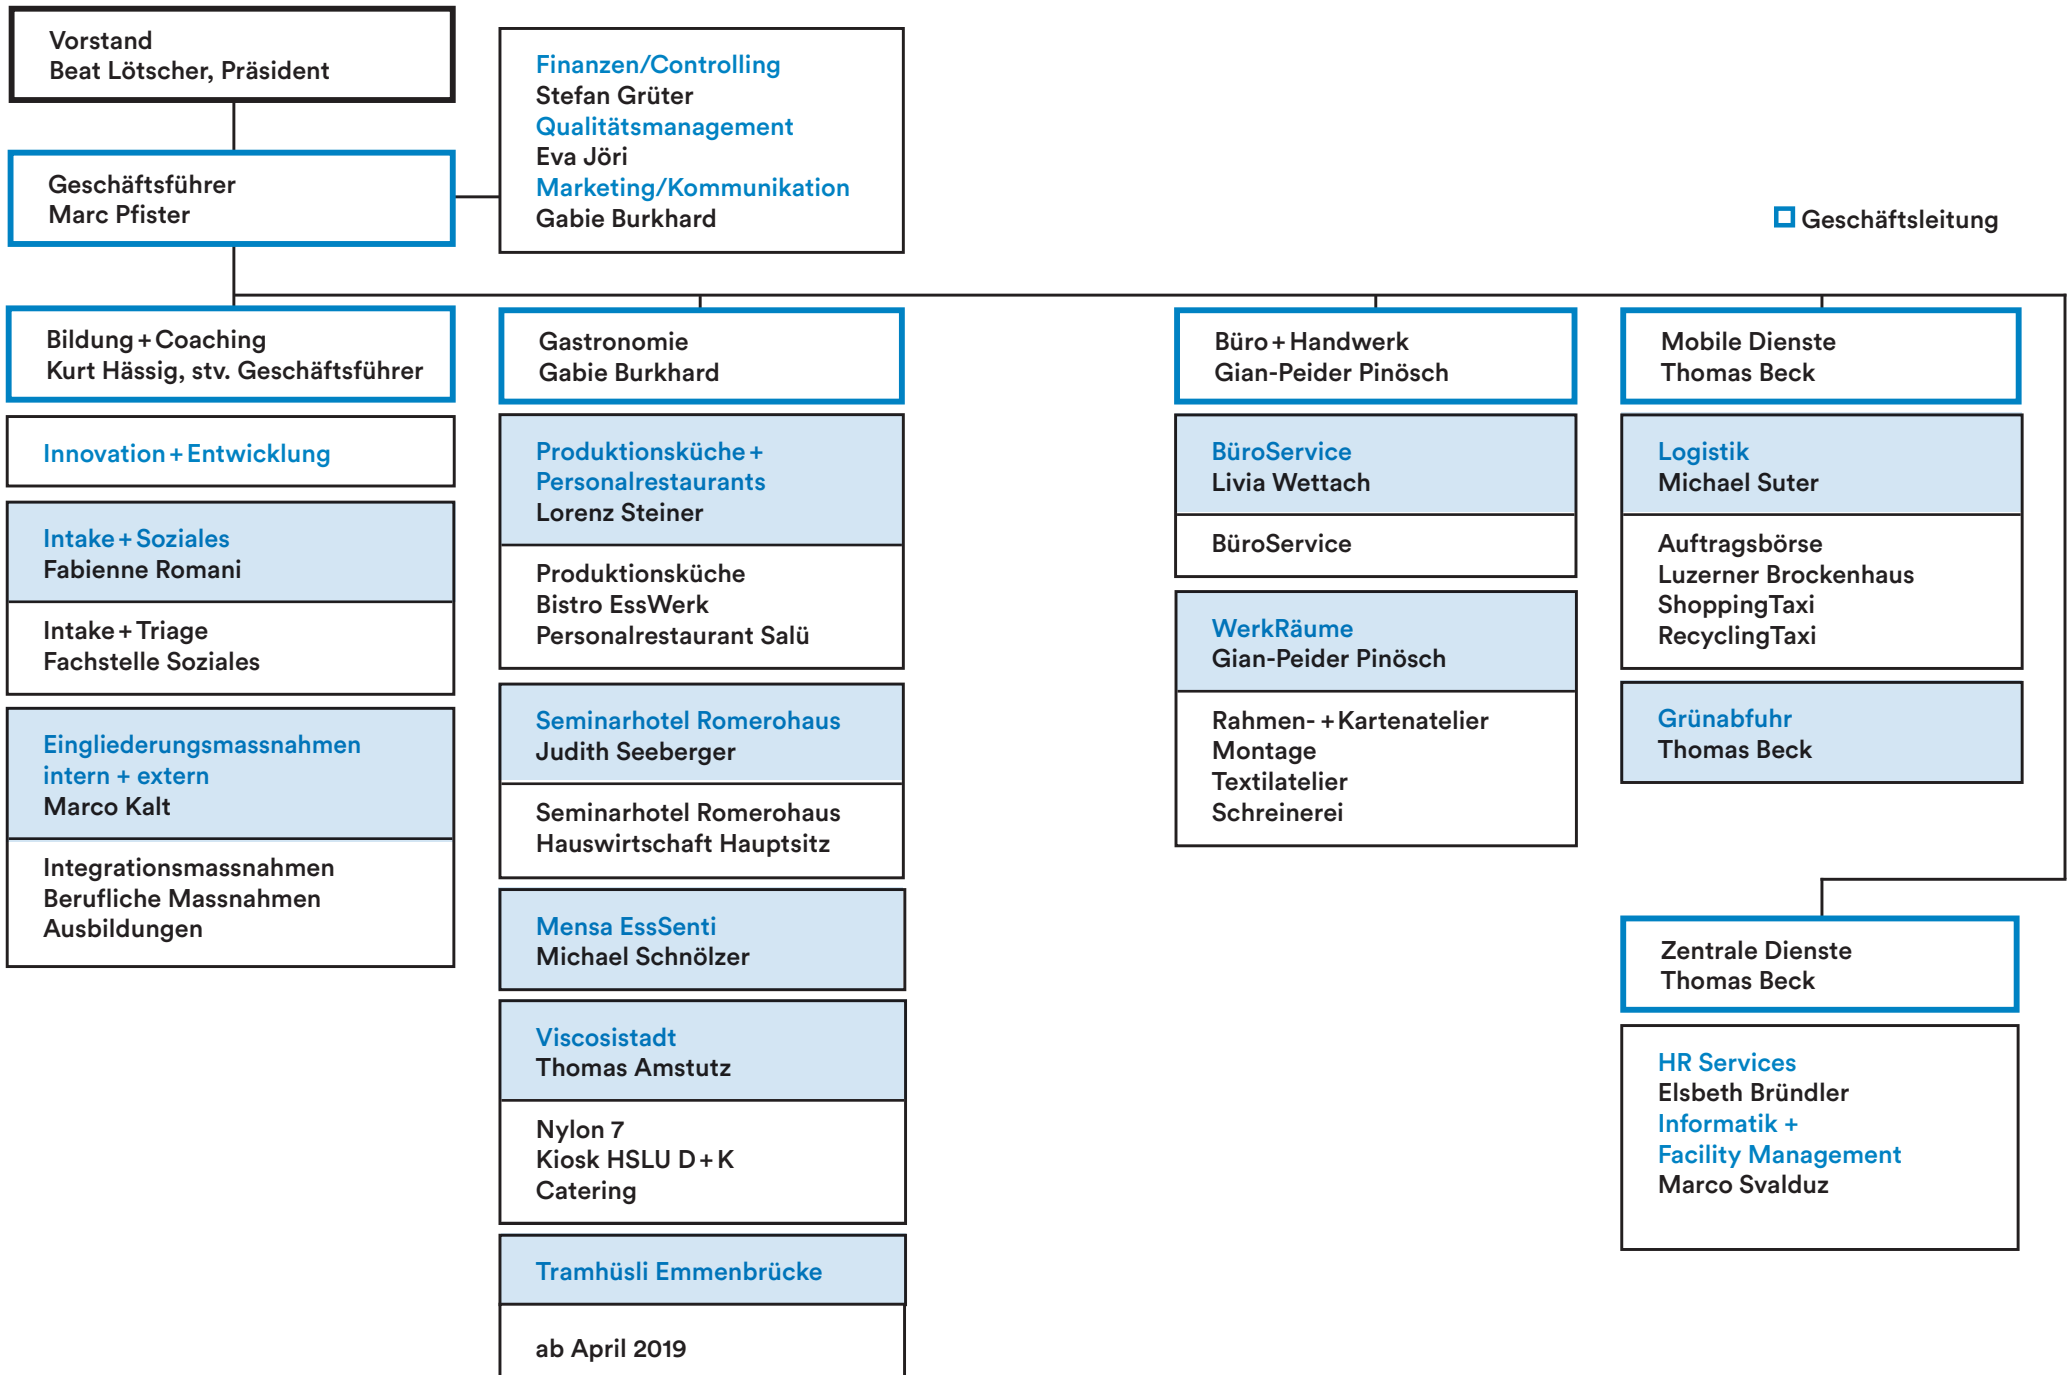 Vorstand
Beat Lötscher, Präsident
Geschäftsführer
Marc Pfister
Finanzen/Controlling
Stefan Grüter
Qualitätsmanagement
Eva Jöri
Marketing/Kommunikation
Gabie Burkhard
Geschäftsleitung
Bildung+Coaching
Kurt Hässig, stv. Geschäftsführer
Innovation+Entwicklung
Intake+Soziales
Fabienne Romani
Intake+Triage
Fachstelle Soziales
Eingliederungsmassnahmen
intern + extern
Marco Kalt
Integrationsmassnahmen
Berufliche Massnahmen
Ausbildungen
Gastronomie
Gabie Burkhard
Produktionsküche+
Personalrestaurants
Lorenz Steiner
Produktionsküche
Bistro EssWerk
Personalrestaurant Salü
Seminarhotel Romerohaus
Judith Seeberger
Seminarhotel Romerohaus
Hauswirtschaft Hauptsitz
Mensa EssSenti
Michael Schnölzer
Viscosistadt
Thomas Amstutz
Nylon 7
Kiosk HSLU D+K
Catering
Tramhüsli Emmenbrücke
ab April 2019
Büro+Handwerk
Gian-Peider Pinösch
BüroService
Livia Wettach
BüroService
WerkRäume
Gian-Peider Pinösch
Rahmen- +Kartenatelier
Montage
Textilatelier
Schreinerei
Mobile Dienste
Thomas Beck
Logistik
Michael Suter
Auftragsbörse
Luzerner Brockenhaus
ShoppingTaxi
RecyclingTaxi
Grünabfuhr
Thomas Beck
Zentrale Dienste
Thomas Beck
HR Services
Elsbeth Bründler
Informatik +
Facility Management
Marco Svalduz